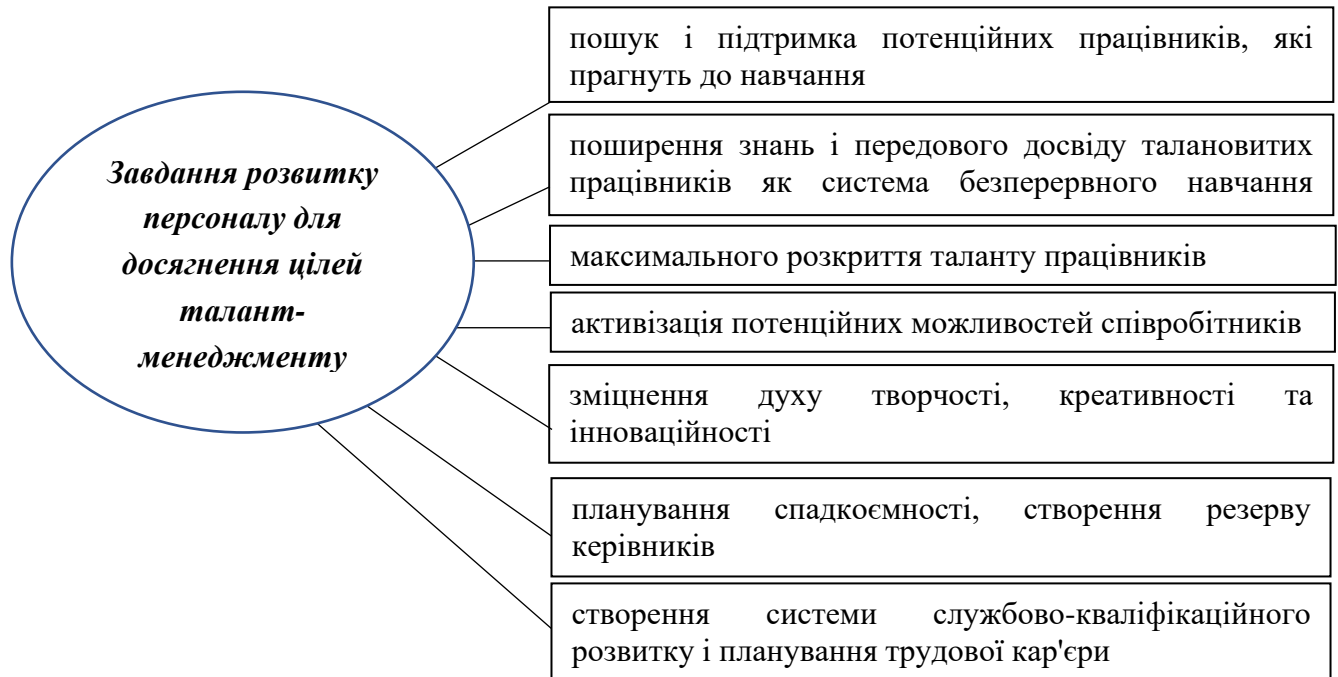 Завдання розвитку
персоналу для
досягнення цілей
талант-
менеджменту
пошук і підтримка потенційних працівників, які
прагнуть до навчання
поширення знань і передового досвіду талановитих
працівників як система безперервного навчання
максимального розкриття таланту працівників
активізація потенційних можливостей співробітників
зміцнення духу творчості, креативності та
інноваційності
планування спадкоємності, створення резерву
керівників
створення системи службово-кваліфікаційного
розвитку і планування трудової кар'єри